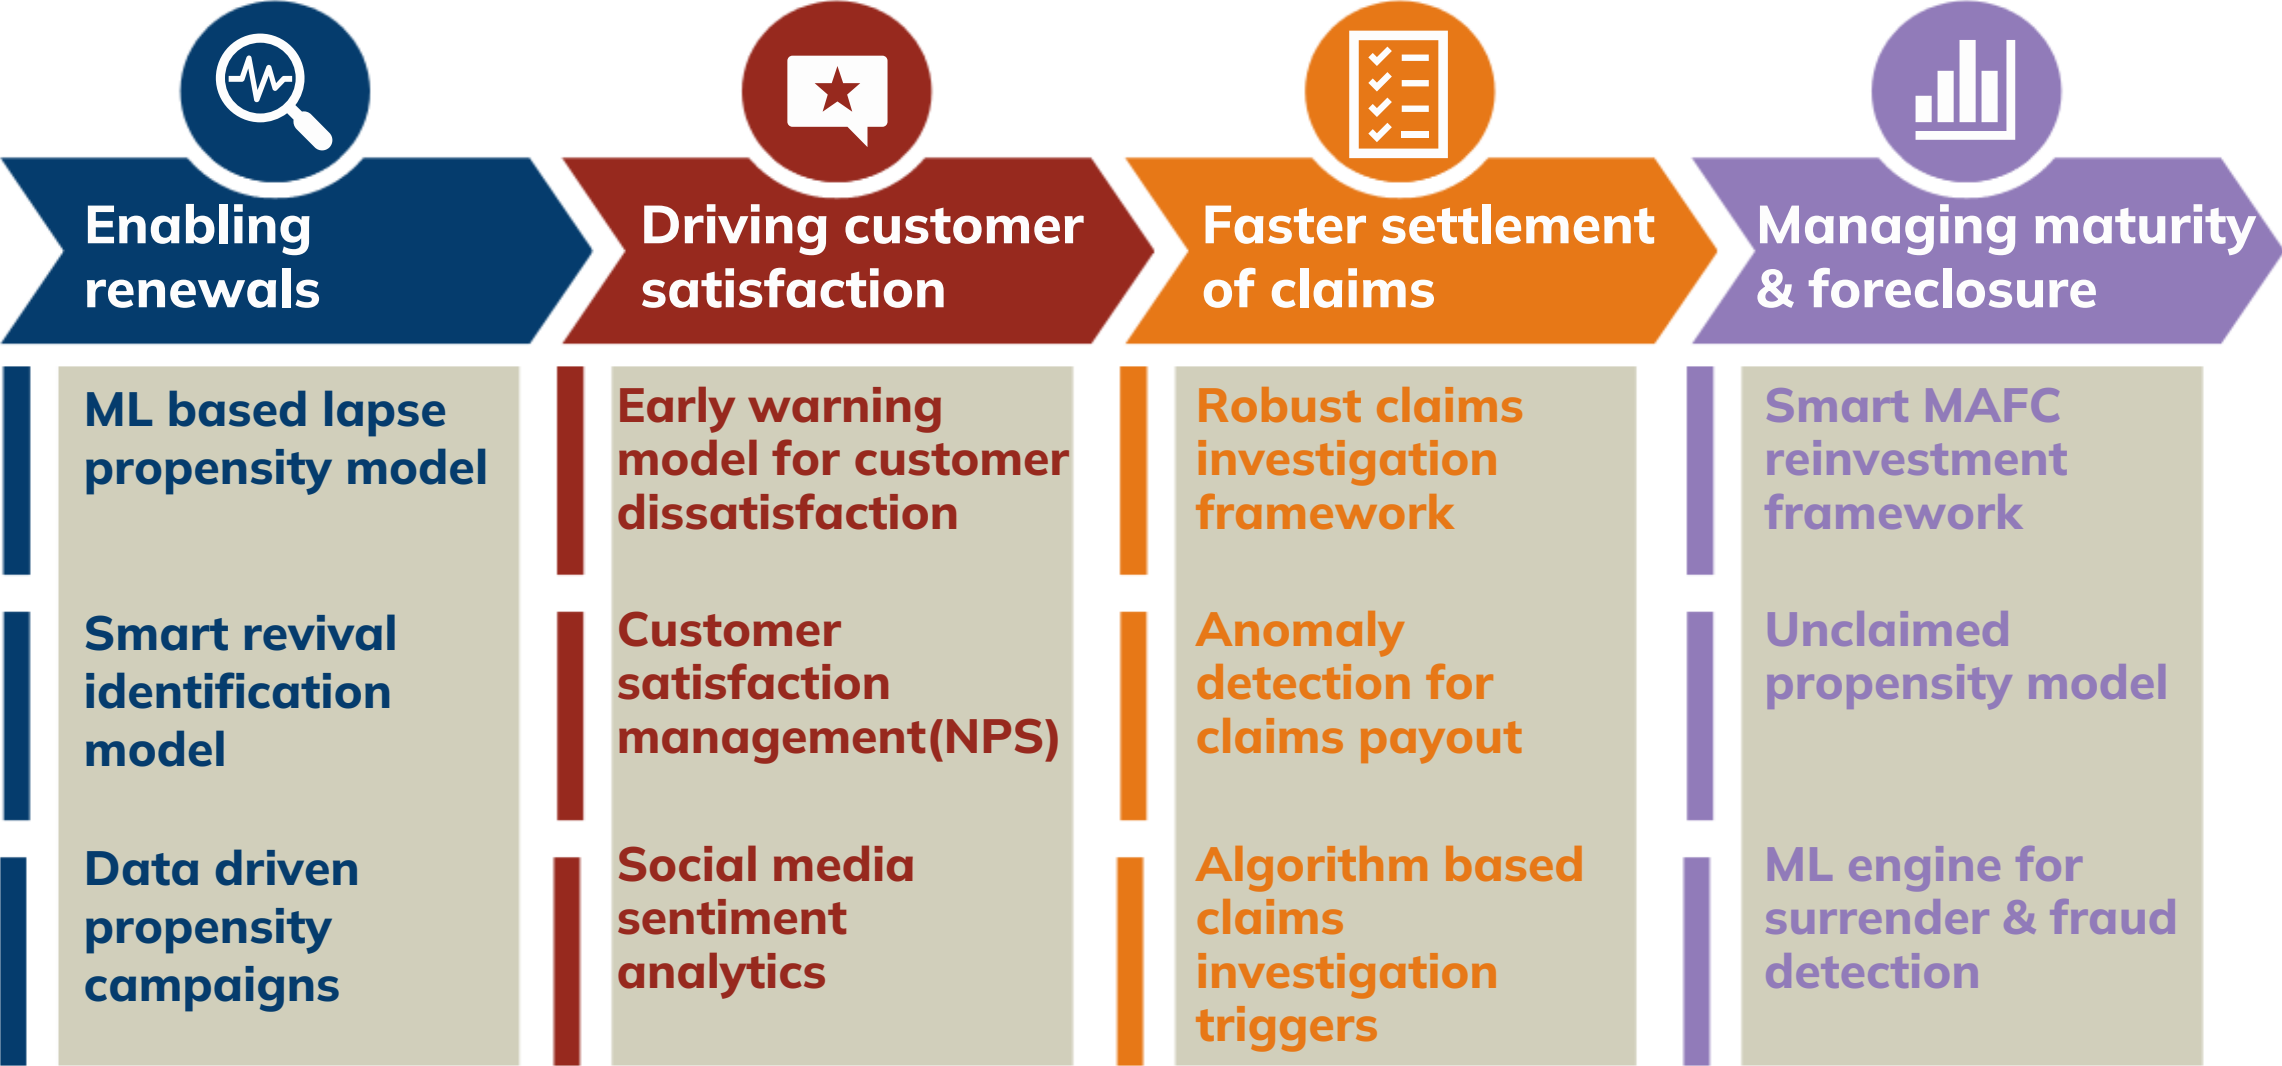 Enabling
renewals
ML based lapse
propensity model
Smart revival
identification
model
Data driven
propensity
campaigns
Driving customer
satisfaction
Early warning
model for customer
dissatisfaction
Customer
satisfaction
management(NPS)
Social media
sentiment
analytics
Faster settlement
of claims
Robust claims
investigation
framework
Anomaly
detection for
claims payout
Algorithm based
claims
investigation
triggers
Managing maturity
& foreclosure
Smart MAFC
reinvestment
framework
Unclaimed
propensity model
ML engine for
surrender & fraud
detection